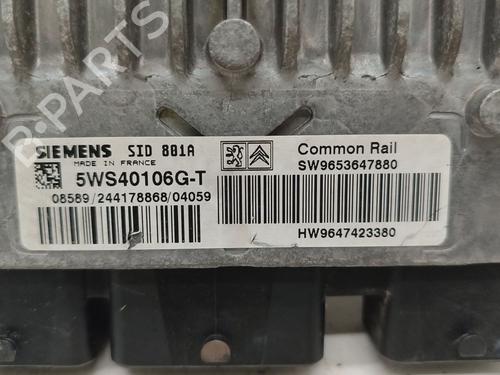 B-PARTS
SIEMENS SID 801A
MADE IN FRANCE
5WS40106G-T
08589/244178868/04059
Common Rail
SW9653647880
HW9647423380